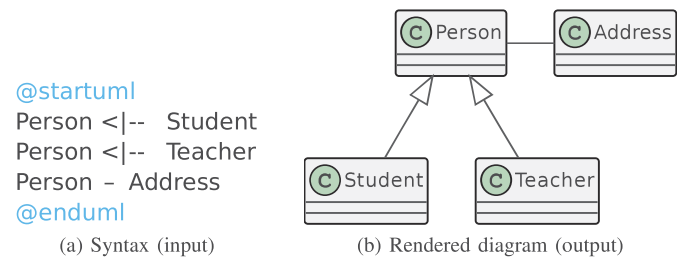 @startuml
Person <|-- Student
Person <|-- Teacher
Person – Address
@enduml
(a) Syntax (input)
C Person
C Address
C Student
C Teacher
(b) Rendered diagram (output)